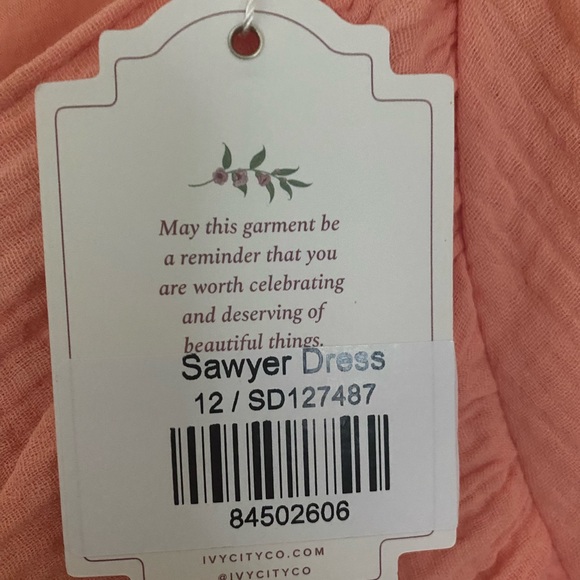 May this garment be
a reminder that you
are worth celebrating
and deserving of
beautiful things.
Sawyer Dress
12 / SD127487
84502606
IVYCITYCO.COM
@IVYCITYCO